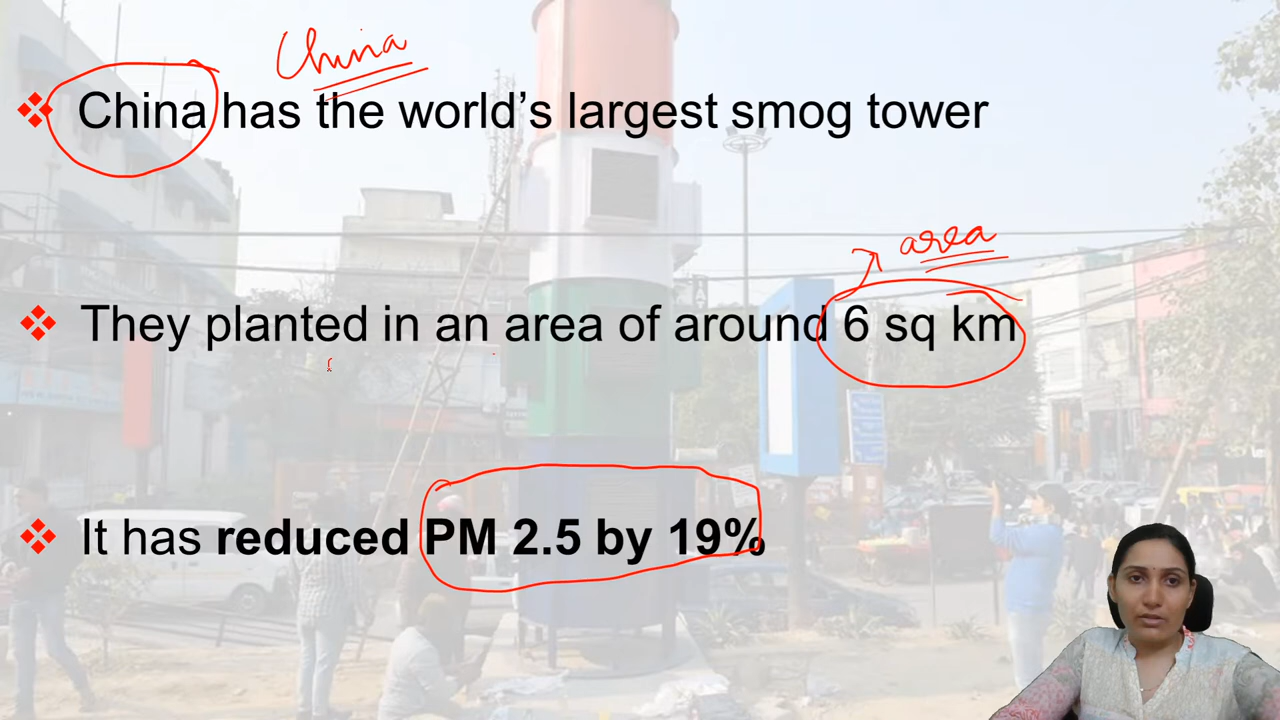 China
❖ China has the world’s largest smog tower
area
❖ They planted in an area of around 6 sq km
❖ It has reduced PM 2.5 by 19%